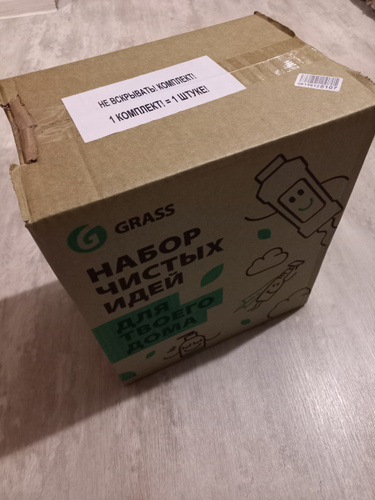 НЕ ВСКРЫВАТЬ! КОМПЛЕКТ!
1 КОМПЛЕКТ! = 1 ШТУКЕ!
GRASS
НАБОР
ЧИСТЫХ
ИДЕЙ
ДЛЯ
ТВОЕГО
ДОМА